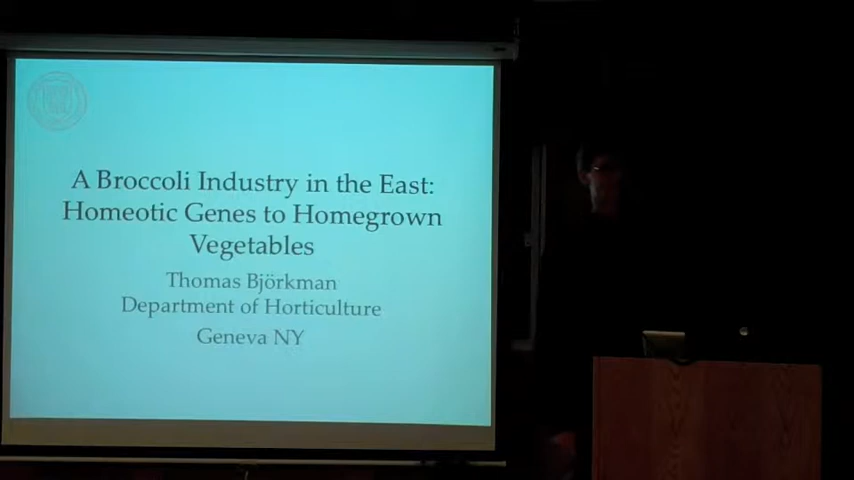 A Broccoli Industry in the East:
Homeotic Genes to Homegrown
Vegetables
Thomas Björkman
Department of Horticulture
Geneva NY